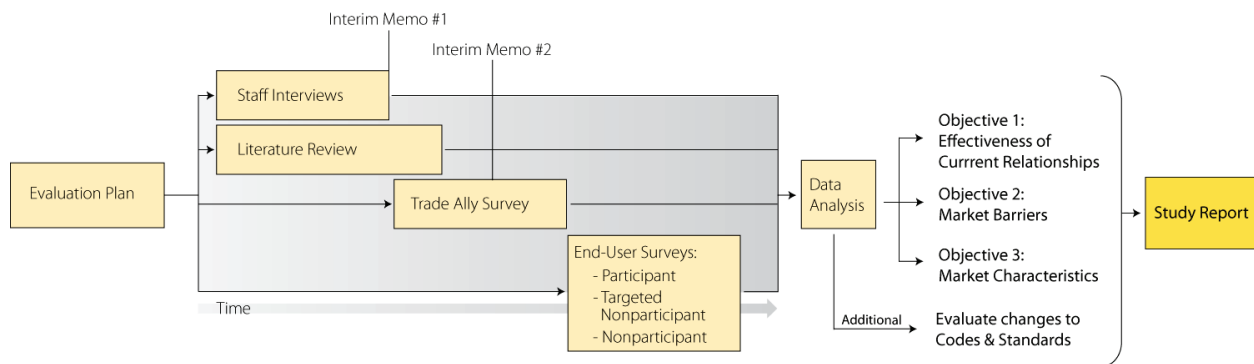 Interim Memo #1
Interim Memo #2
Staff Interviews
Literature Review
Evaluation Plan
Trade Ally Survey
End-User Surveys:
- Participant
- Targeted
Nonparticipant
- Nonparticipant
Time
Data
Analysis
Objective 1:
Effectiveness of
Currrent Relationships
Objective 2:
Market Barriers
Objective 3:
Market Characteristics
Additional
Evaluate changes to
Codes & Standards
Study Report